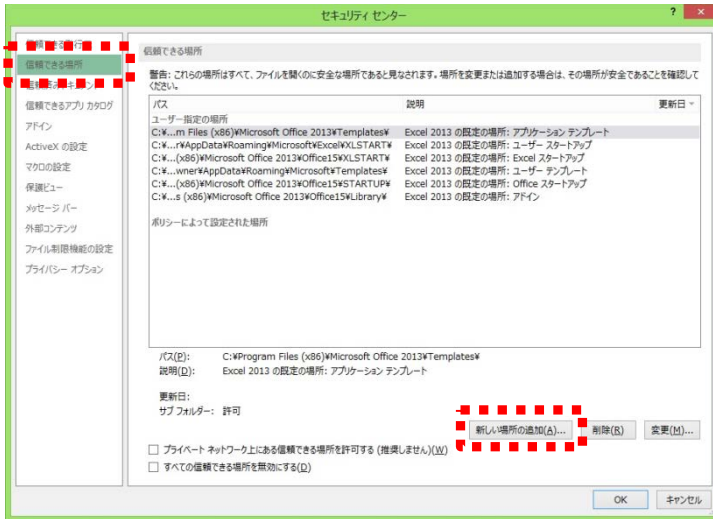 セキュリティ センター
? ×
信頼できる場所
信頼できるアプリ カタログ
アドイン
ActiveX の設定
マクロの設定
保護ビュー
メッセージ バー
外部コンテンツ
ファイル制限機能の設定
プライバシー オプション
信頼できる場所
警告: これらの場所はすべて、ファイルを開くのに安全な場所であると見なされます。場所を変更または追加する場合は、その場所が安全であることを確認して
ください。
パス 説明 更新日
ユーザー指定の場所
C:¥...m Files (x86)¥Microsoft Office 2013¥Templates¥ Excel 2013 の既定の場所: アプリケーション テンプレート
C:¥...r¥AppData¥Roaming¥Microsoft¥Excel¥XLSTART¥ Excel 2013 の既定の場所: ユーザー スタートアップ
C:¥...(x86)¥Microsoft Office 2013¥Office15¥XLSTART¥ Excel 2013 の既定の場所: Excel スタートアップ
C:¥...wner¥AppData¥Roaming¥Microsoft¥Templates¥ Excel 2013 の既定の場所: ユーザー テンプレート
C:¥...(x86)¥Microsoft Office 2013¥Office15¥STARTUP¥ Excel 2013 の既定の場所: Office スタートアップ
C:¥...s (x86)¥Microsoft Office 2013¥Office15¥Library¥ Excel 2013 の既定の場所: アドイン
ポリシーによって設定された場所
パス(P): C:¥Program Files (x86)¥Microsoft Office 2013¥Templates¥
説明(D): Excel 2013 の既定の場所: アプリケーション テンプレート
更新日:
サブ フォルダー: 許可
新しい場所の追加(A)... 削除(R) 変更(M)...
プライベート ネットワーク上にある信頼できる場所を許可する (推奨しません)(W)
すべての信頼できる場所を無効にする(D)
OK キャンセル